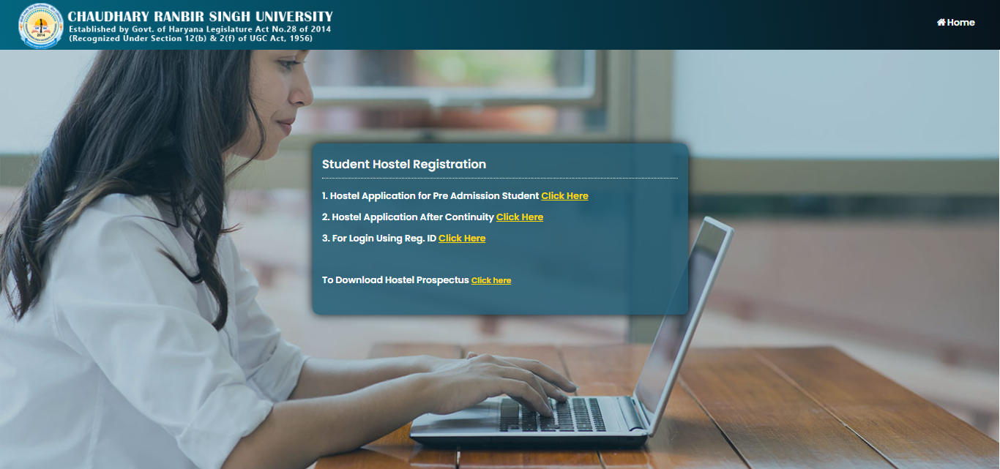 CHAUDHARY RANBIR SINGH UNIVERSITY
Established by Govt. of Haryana Legislature Act No.28 of 2014
(Recognized Under Section 12(b) & 2(f) of UGC Act, 1956)
Home
2014
Student Hostel Registration
1. Hostel Application for Pre Admission Student Click Here
2. Hostel Application After Continuity Click Here
3. For Login Using Reg. ID Click Here
To Download Hostel Prospectus Click here